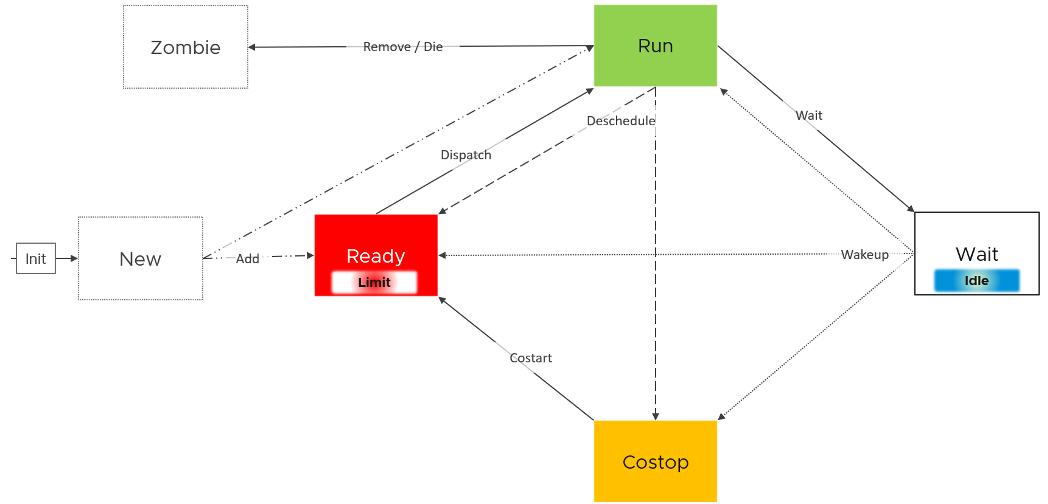 Zombie
Remove / Die
Run
Wait
Deschedule
Dispatch
Init
New
Add
Ready
Limit
Wakeup
Wait
Idle
Costart
Costop